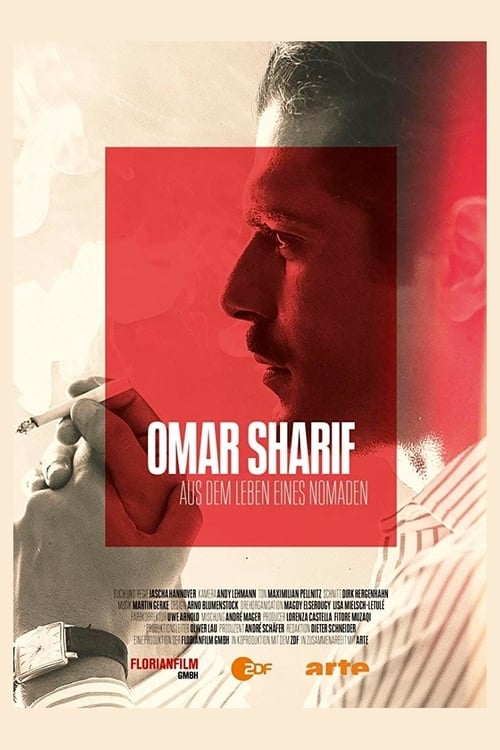 OMAR SHARIF
AUS DEM LEBEN EINES NOMADEN
BUCH UND REGIE JASCHA HANNOVER KAMERA ANDY LEHMANN TON MAXIMILIAN PELLNITZ SCHNITT DIRK HERGENHAHN
MUSIK MARTIN GERKE DESIGN ARNO BLUMENSTOCK DREHORGANISATION MAGDY ELSEROUGY LISA MIELSCH-LETULÉ
FARBKORREKTUR UWE ARNOLD MISCHUNG ANDRÉ MAGER PRODUCER LORENZA CASTELLA FITORE MUZAQI
PRODUKTIONSLEITER OLIVER LAU PRODUZENT ANDRÉ SCHÄFER REDAKTION DIETER SCHNEIDER
EINE PRODUKTION DER FLORIANFILM GMBH IN KOPRODUKTION MIT DEM ZDF IN ZUSAMMENARBEIT MIT ARTE
FLORIANFILM
GMBH
ZDF
arte